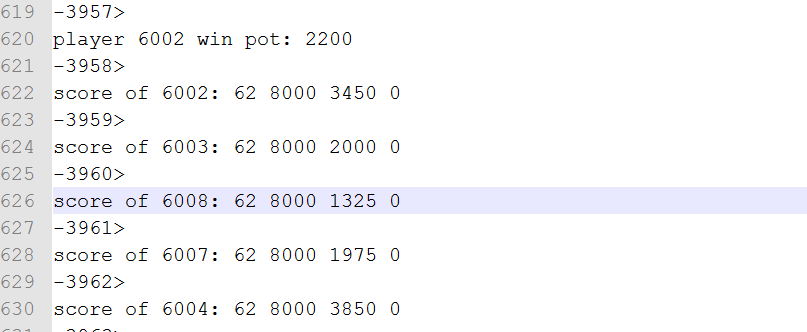 619 -3957>
620 player 6002 win pot: 2200
621 -3958>
622 score of 6002: 62 8000 3450 0
623 -3959>
624 score of 6003: 62 8000 2000 0
625 -3960>
626 score of 6008: 62 8000 1325 0
627 -3961>
628 score of 6007: 62 8000 1975 0
629 -3962>
630 score of 6004: 62 8000 3850 0